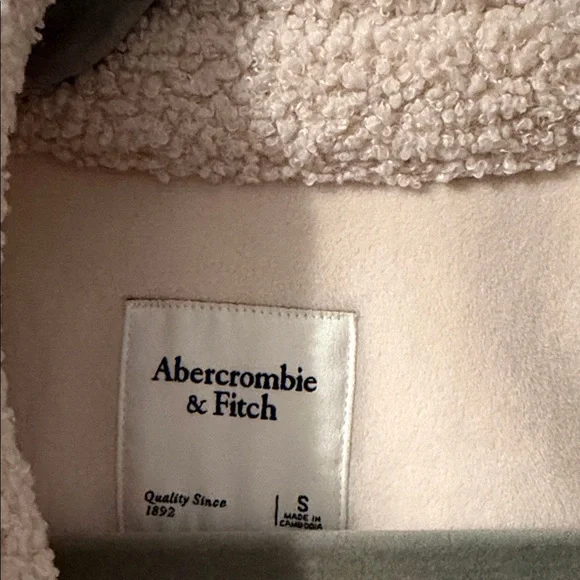 Abercrombie
& Fitch
Quality Since
1892
S
MADE IN
CAMBODIA